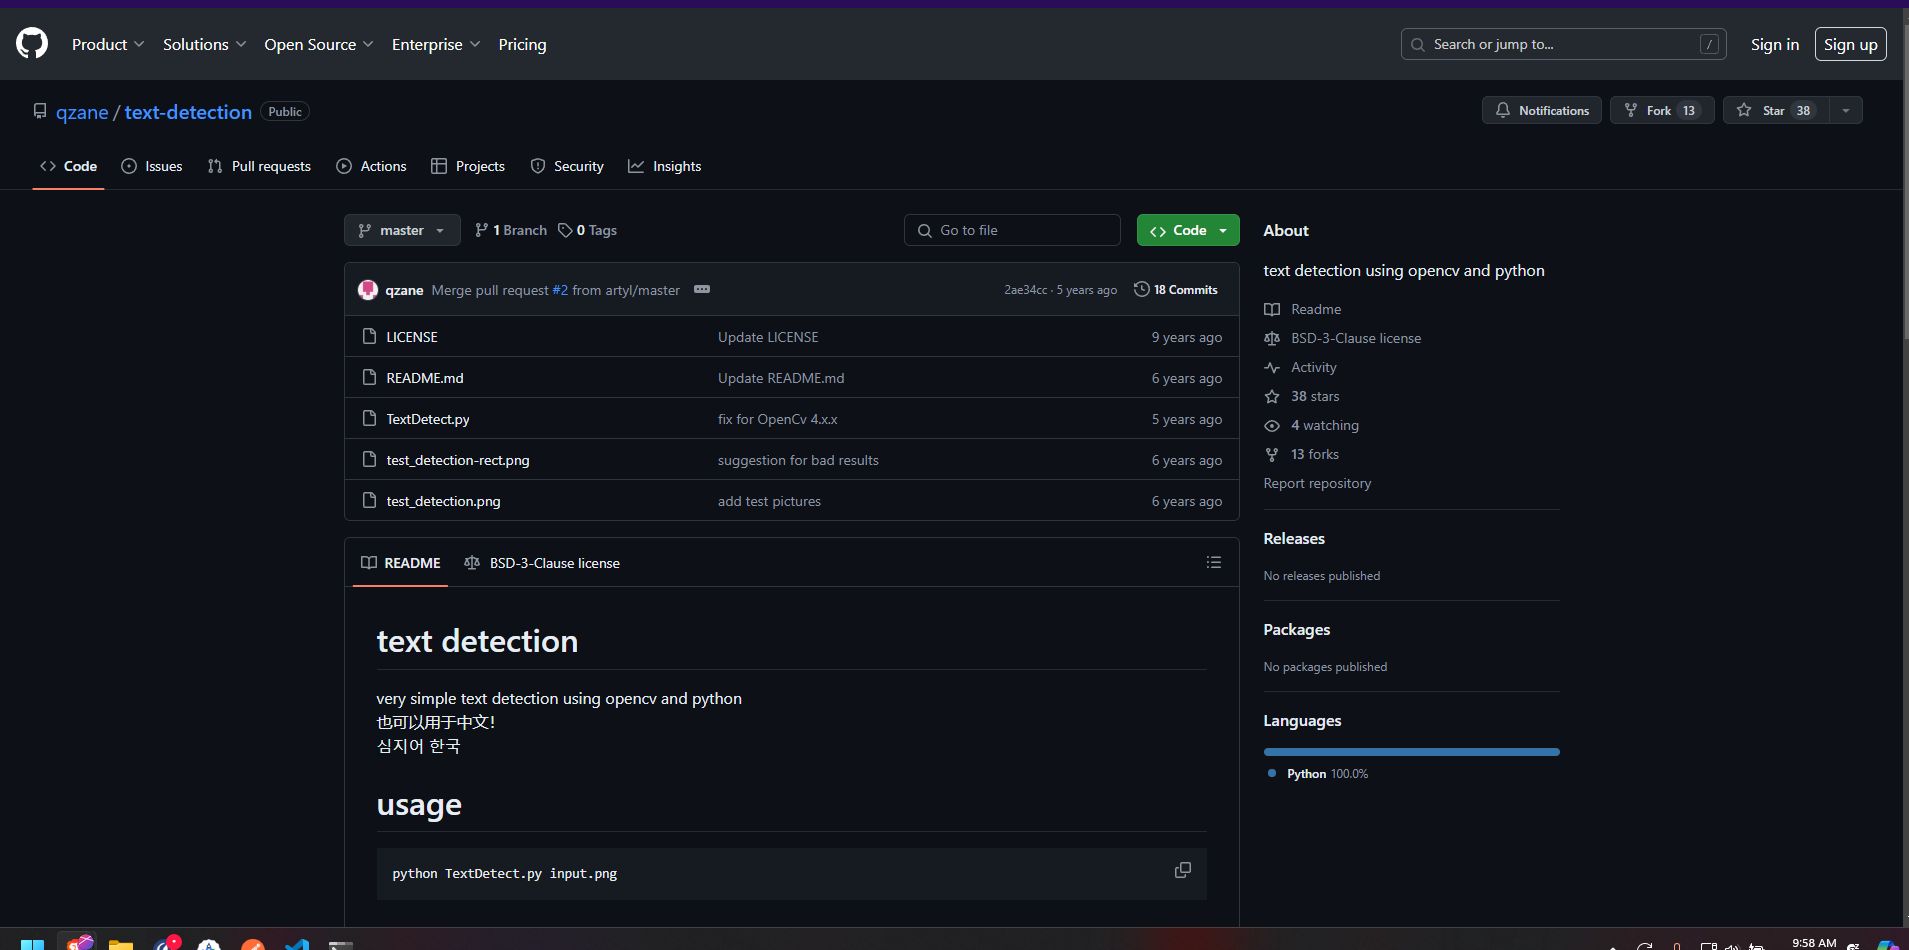 Product Solutions Open Source Enterprise Pricing Search or jump to... / Sign in Sign up
qzane / text-detection Public Notifications Fork 13 Star 38
Code Issues Pull requests Actions Projects Security Insights
master 1 Branch 0 Tags Go to file Code
qzane Merge pull request #2 from artyl/master 2ae34cc · 5 years ago 18 Commits
LICENSE Update LICENSE 9 years ago
README.md Update README.md 6 years ago
TextDetect.py fix for OpenCv 4.x.x 5 years ago
test_detection-rect.png suggestion for bad results 6 years ago
test_detection.png add test pictures 6 years ago
README BSD-3-Clause license
text detection
very simple text detection using opencv and python
也可以用于中文!
심지어 한국
usage
python TextDetect.py input.png
About
text detection using opencv and python
Readme
BSD-3-Clause license
Activity
38 stars
4 watching
13 forks
Report repository
Releases
No releases published
Packages
No packages published
Languages
Python 100.0%
9:58 AM